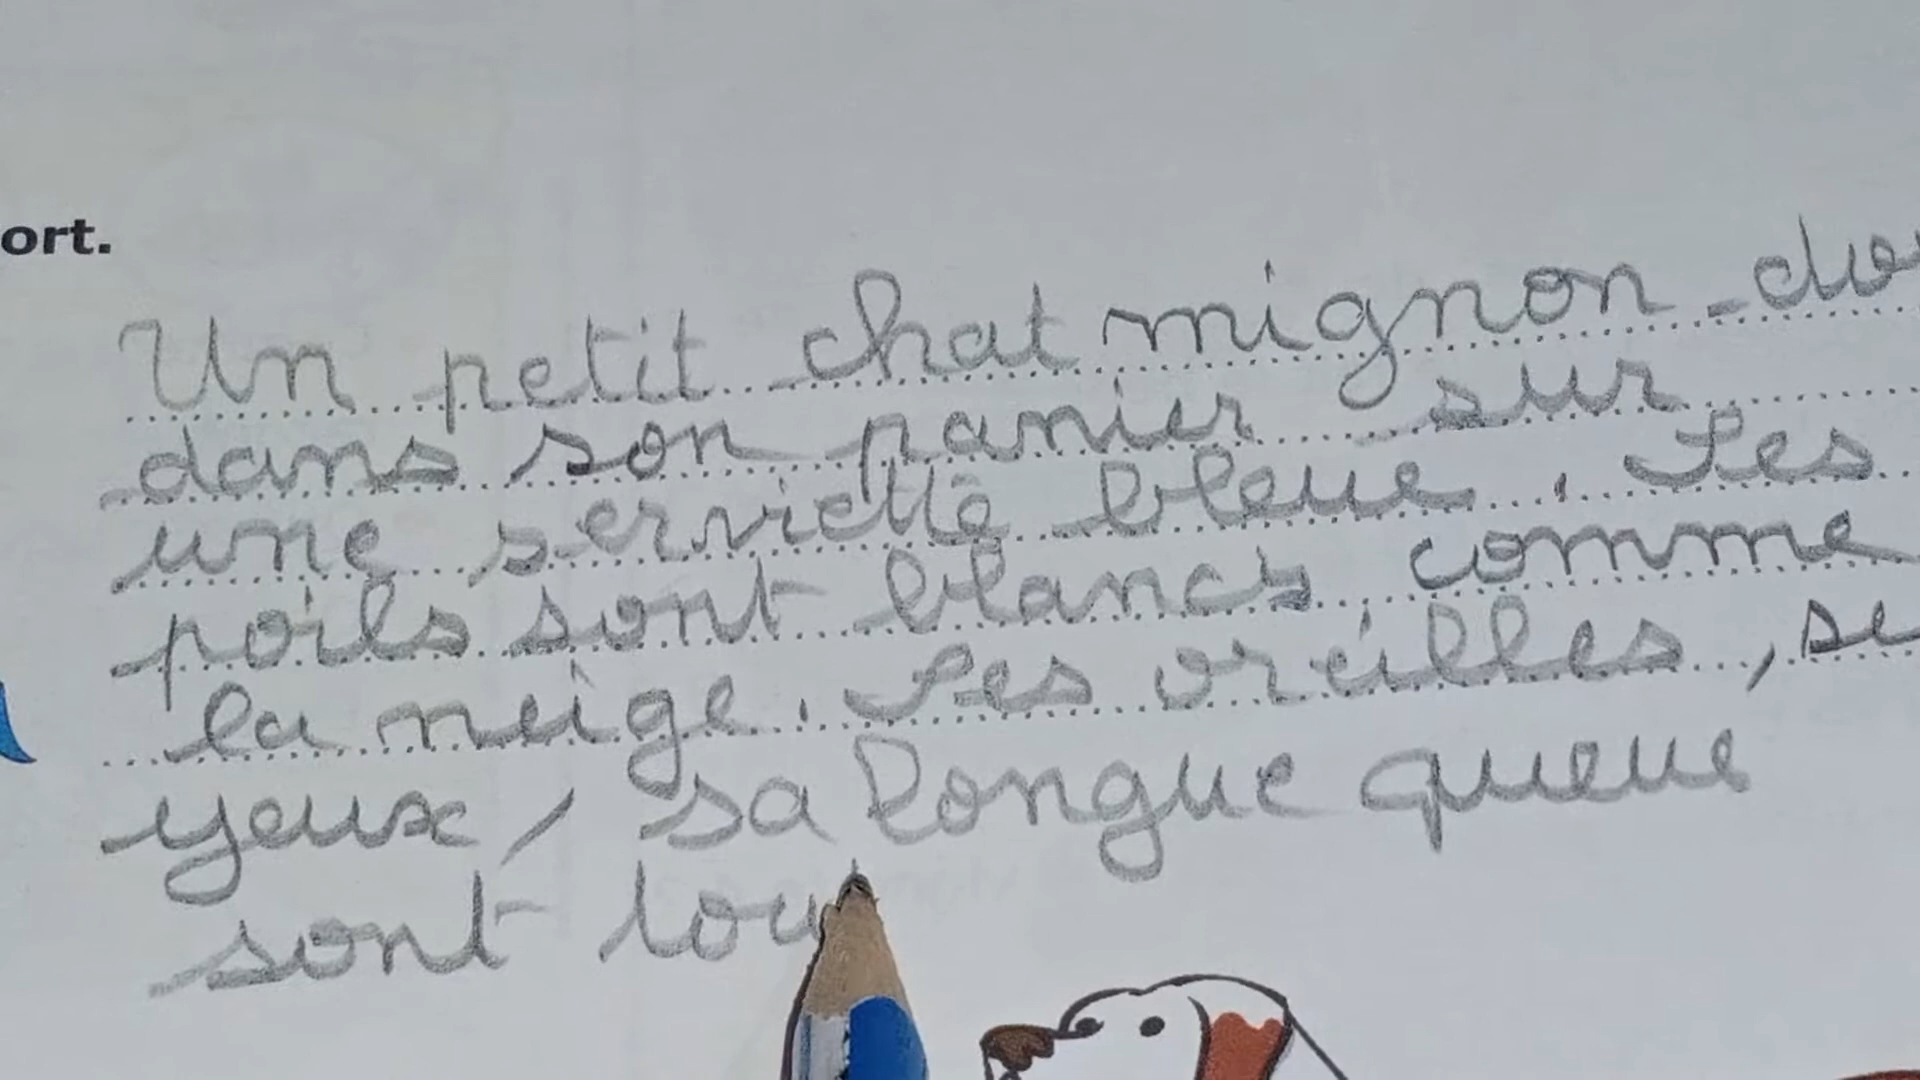 ort.
Un petit chat mignon
dans son panier sur
une serviette bleue. Ses
poils sont blancs comme
la neige. Ses oreilles,
yeux, sa longue queue
sont